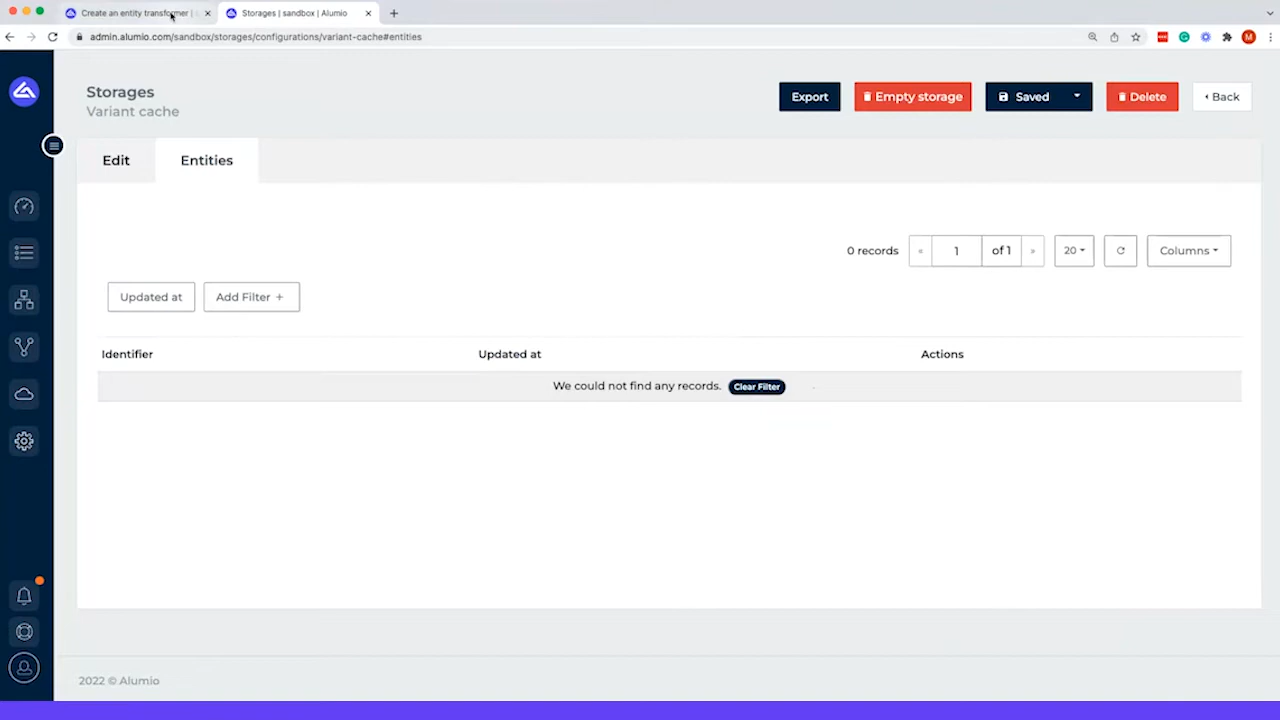 Create an entity transformer |
Storages | sandbox | Alumio
admin.alumio.com/sandbox/storages/configurations/variant-cache#entities
M
Storages
Variant cache
Export
Empty storage
Saved
Delete
Back
Edit
Entities
0 records
«
1
of 1
»
20
Columns
Updated at
Add Filter +
Identifier
Updated at
Actions
We could not find any records.
Clear Filter
2022 © Alumio